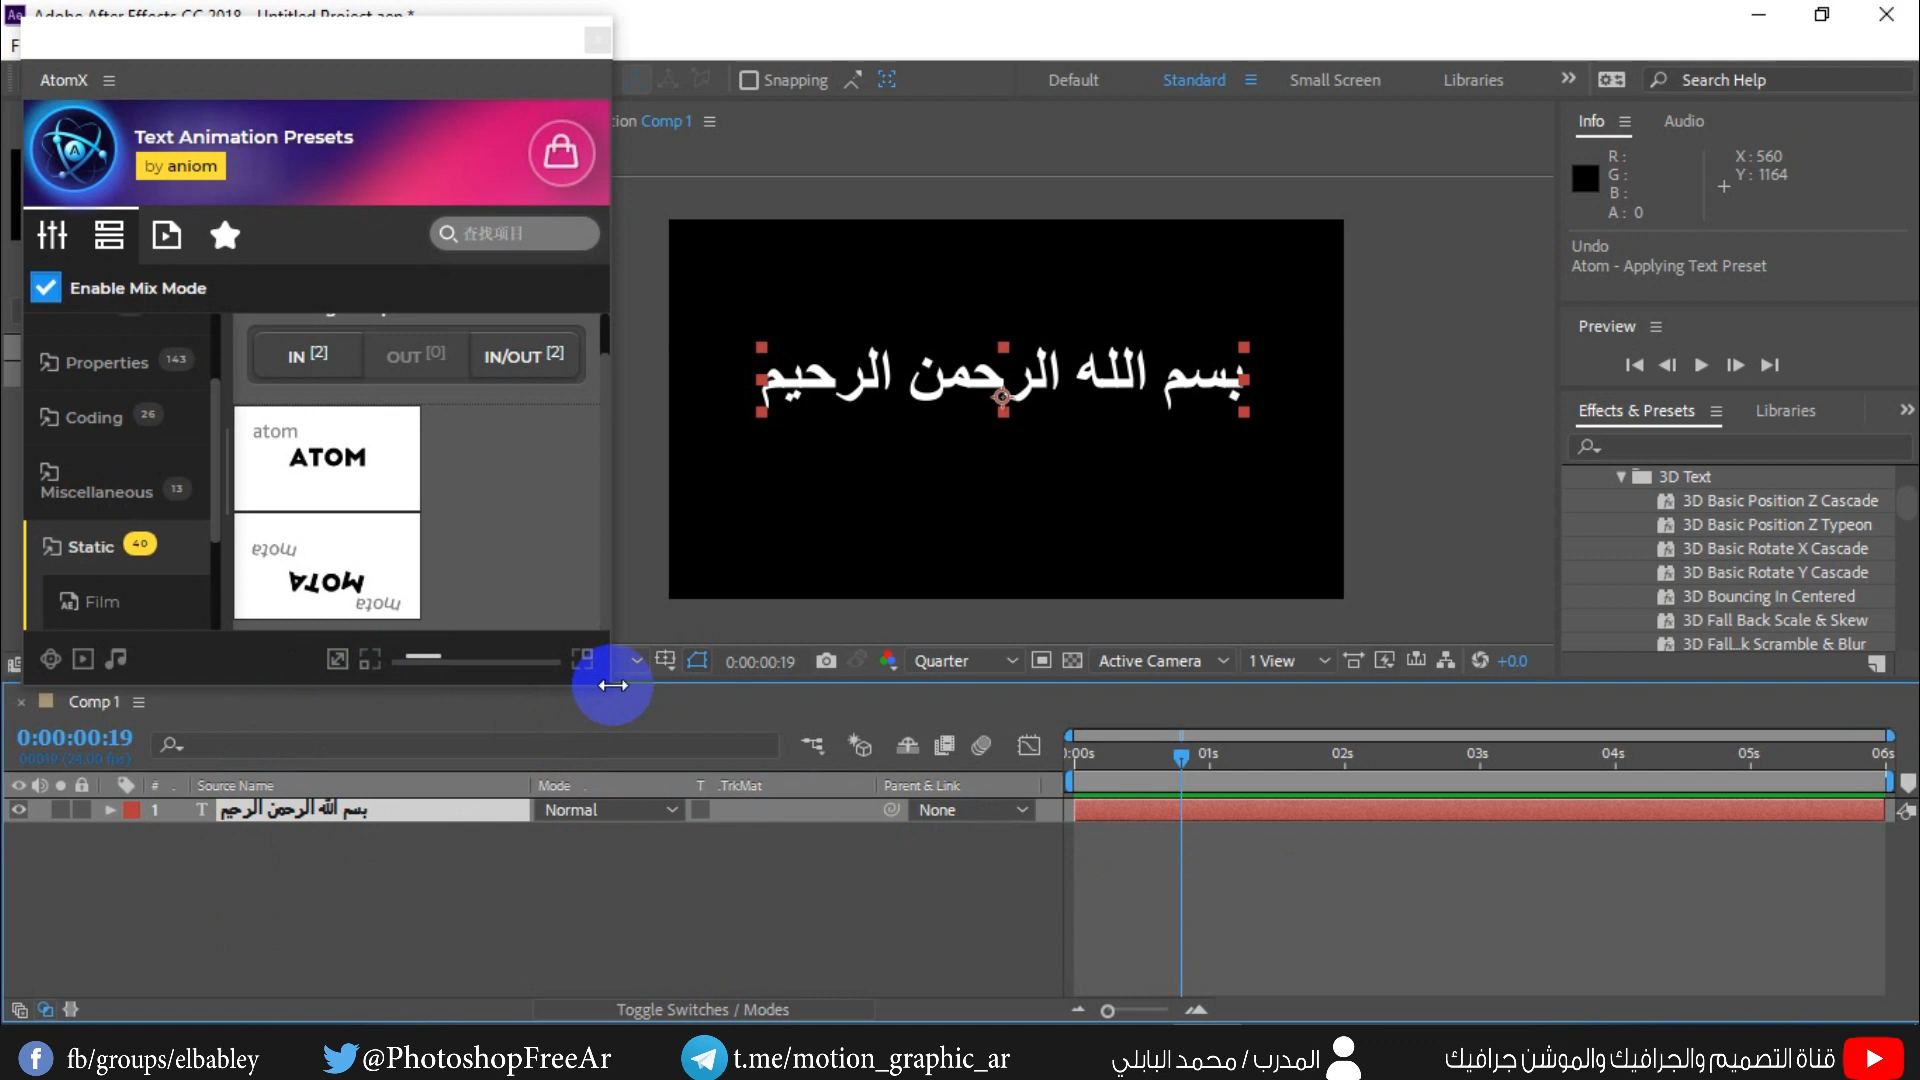 Adobe After Effects CC 2018 - Untitled Project.aep *
F
AtomX
Snapping
Default
Standard
Small Screen
Libraries
Search Help
Text Animation Presets
by aniom
查找项目
Enable Mix Mode
Properties 143
Coding 26
Miscellaneous 13
Static 40
Film
IN [2]
OUT [0]
IN/OUT [2]
atom
ATOM
atom
ATOM
atom
tion Comp 1
بسم الله الرحمن الرحيم
0:00:00:19
Quarter
Active Camera
1 View
+0.0
Info
Audio
R :
G :
B :
A : 0
X : 560
Y : 1164
Undo
Atom - Applying Text Preset
Preview
Effects & Presets
Libraries
3D Text
3D Basic Position Z Cascade
3D Basic Position Z Typeon
3D Basic Rotate X Cascade
3D Basic Rotate Y Cascade
3D Bouncing In Centered
3D Fall Back Scale & Skew
3D Fall...k Scramble & Blur
Comp 1
0:00:00:19
00019 (24.00 fps)
# Source Name
Mode
T .TrkMat
Parent & Link
1 T بسم الله الرحمن الرحيم
Normal
None
:00s 01s 02s 03s 04s 05s 06s
Toggle Switches / Modes
fb/groups/elbabley
@PhotoshopFreeAr
t.me/motion_graphic_ar
المدرب / محمد البابلي
قناة التصميم والجرافيك والموشن جرافيك